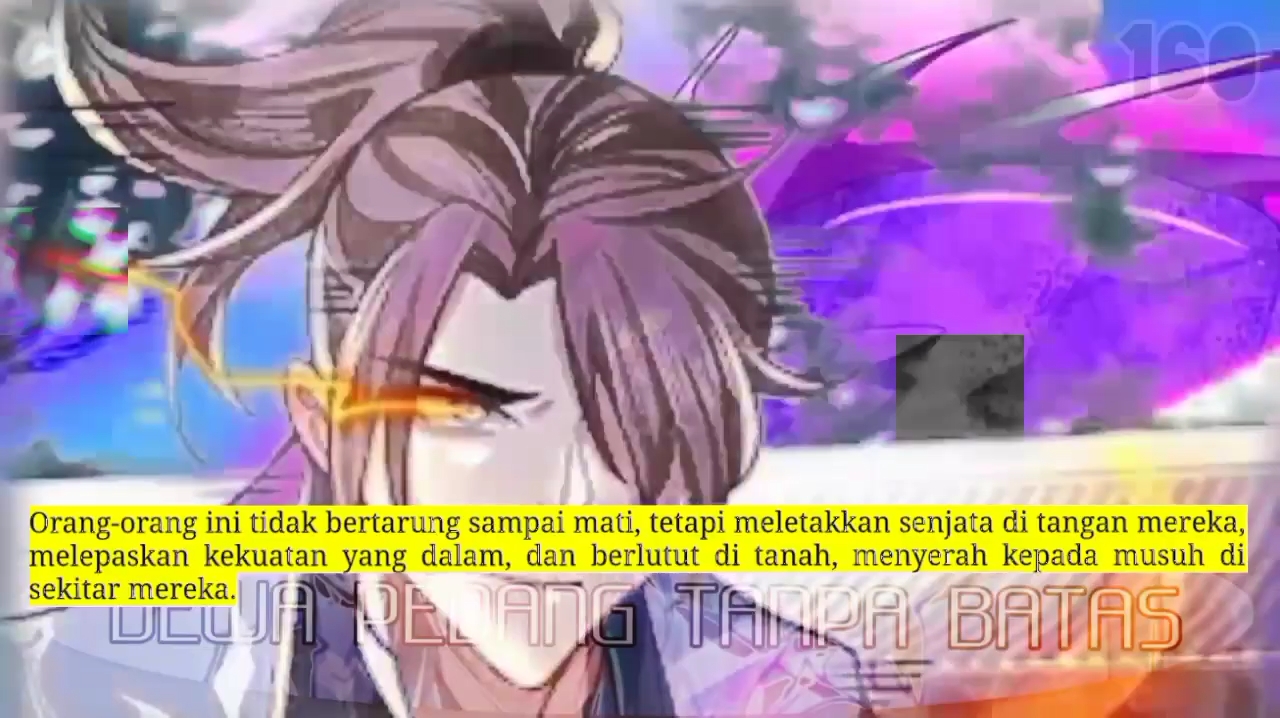 160
Orang-orang ini tidak bertarung sampai mati, tetapi meletakkan senjata di tangan mereka,
melepaskan kekuatan yang dalam, dan berlutut di tanah, menyerah kepada musuh di
sekitar mereka.
DEWA PEDANG TANPA BATAS